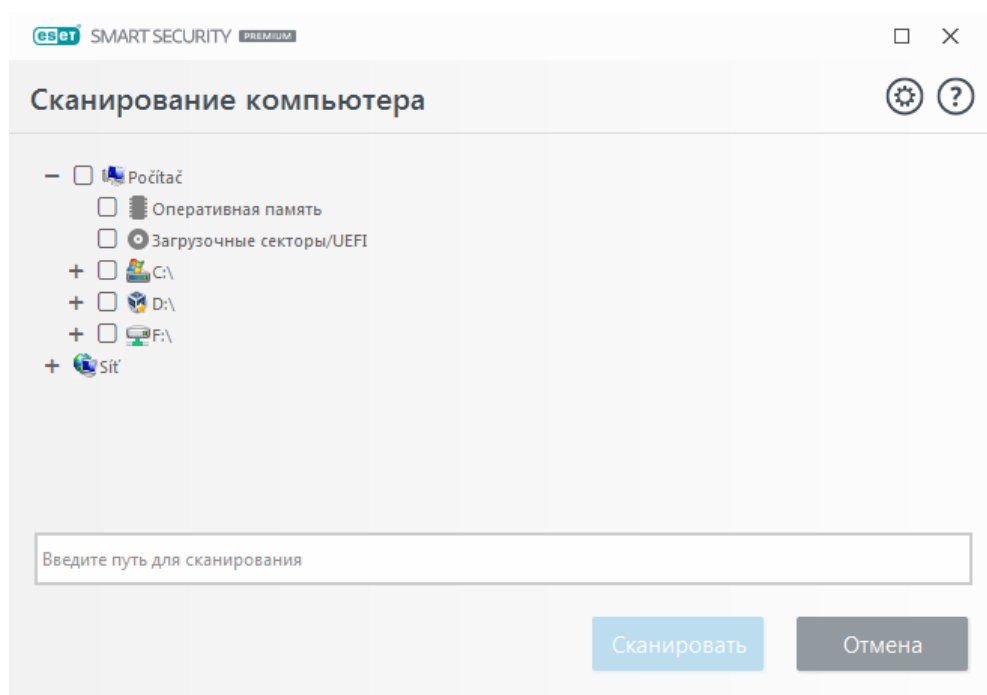 eset SMART SECURITY PREMIUM
Сканирование компьютера
?
Počítač
Оперативная память
Загрузочные секторы/UEFI
C:\
D:\
F:\
Síť
Введите путь для сканирования
Сканировать Отмена